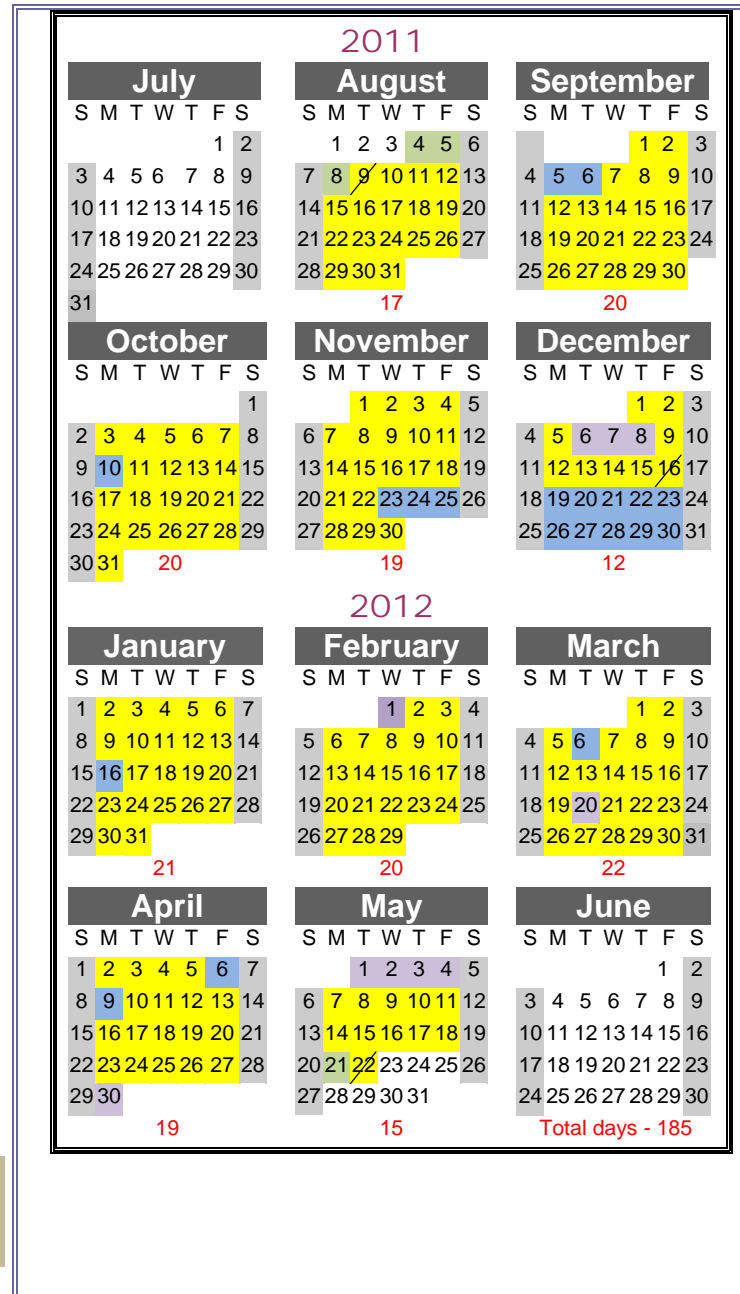 2011
July August September
S M T W T F S S M T W T F S S M T W T F S
1 2 1 2 3 4 5 6 1 2 3
3 4 5 6 7 8 9 7 8 9 10 11 12 13 4 5 6 7 8 9 10
10 11 12 13 14 15 16 14 15 16 17 18 19 20 11 12 13 14 15 16 17
17 18 19 20 21 22 23 21 22 23 24 25 26 27 18 19 20 21 22 23 24
24 25 26 27 28 29 30 28 29 30 31 25 26 27 28 29 30
31 17 20
October November December
S M T W T F S S M T W T F S S M T W T F S
1 1 2 3 4 5 1 2 3
2 3 4 5 6 7 8 6 7 8 9 10 11 12 4 5 6 7 8 9 10
9 10 11 12 13 14 15 13 14 15 16 17 18 19 11 12 13 14 15 16 17
16 17 18 19 20 21 22 20 21 22 23 24 25 26 18 19 20 21 22 23 24
23 24 25 26 27 28 29 27 28 29 30 25 26 27 28 29 30 31
30 31 20 19 12
2012
January February March
S M T W T F S S M T W T F S S M T W T F S
1 2 3 4 5 6 7 1 2 3 4 1 2 3
8 9 10 11 12 13 14 5 6 7 8 9 10 11 4 5 6 7 8 9 10
15 16 17 18 19 20 21 12 13 14 15 16 17 18 11 12 13 14 15 16 17
22 23 24 25 26 27 28 19 20 21 22 23 24 25 18 19 20 21 22 23 24
29 30 31 26 27 28 29 25 26 27 28 29 30 31
21 20 22
April May June
S M T W T F S S M T W T F S S M T W T F S
1 2 3 4 5 6 7 1 2 3 4 5 1 2
8 9 10 11 12 13 14 6 7 8 9 10 11 12 3 4 5 6 7 8 9
15 16 17 18 19 20 21 13 14 15 16 17 18 19 10 11 12 13 14 15 16
22 23 24 25 26 27 28 20 21 22 23 24 25 26 17 18 19 20 21 22 23
29 30 27 28 29 30 31 24 25 26 27 28 29 30
19 15 Total days - 185